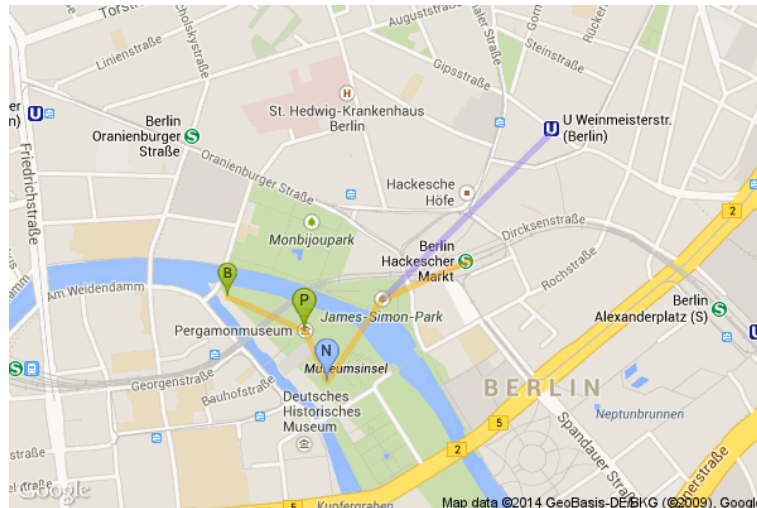 Torstraße
Auguststraße
Linienstraße
Steinstraße
Gipsstraße
H
St. Hedwig-Krankenhaus
Berlin
U
U
U Weinmeisterstr.
(Berlin)
Berlin
Oranienburger
Straße
S
Friedrichstraße
Oranienburger Straße
Hackesche
Höfe
2
Monbijoupark
Dircksenstraße
Berlin
Hackescher
Markt
S
Rochstraße
B
Am Weidendamm
P
James-Simon-Park
Berlin
Alexanderplatz (S)
S
Pergamonmuseum
N
Museumsinsel
S
Georgenstraße
Bauhofstraße
BERLIN
Deutsches
Historisches
Museum
Neptunbrunnen
5
2
Spandauer Straße
5
Kupfergraben
Google
Map data ©2014 GeoBasis-DE/BKG (©2009), Google